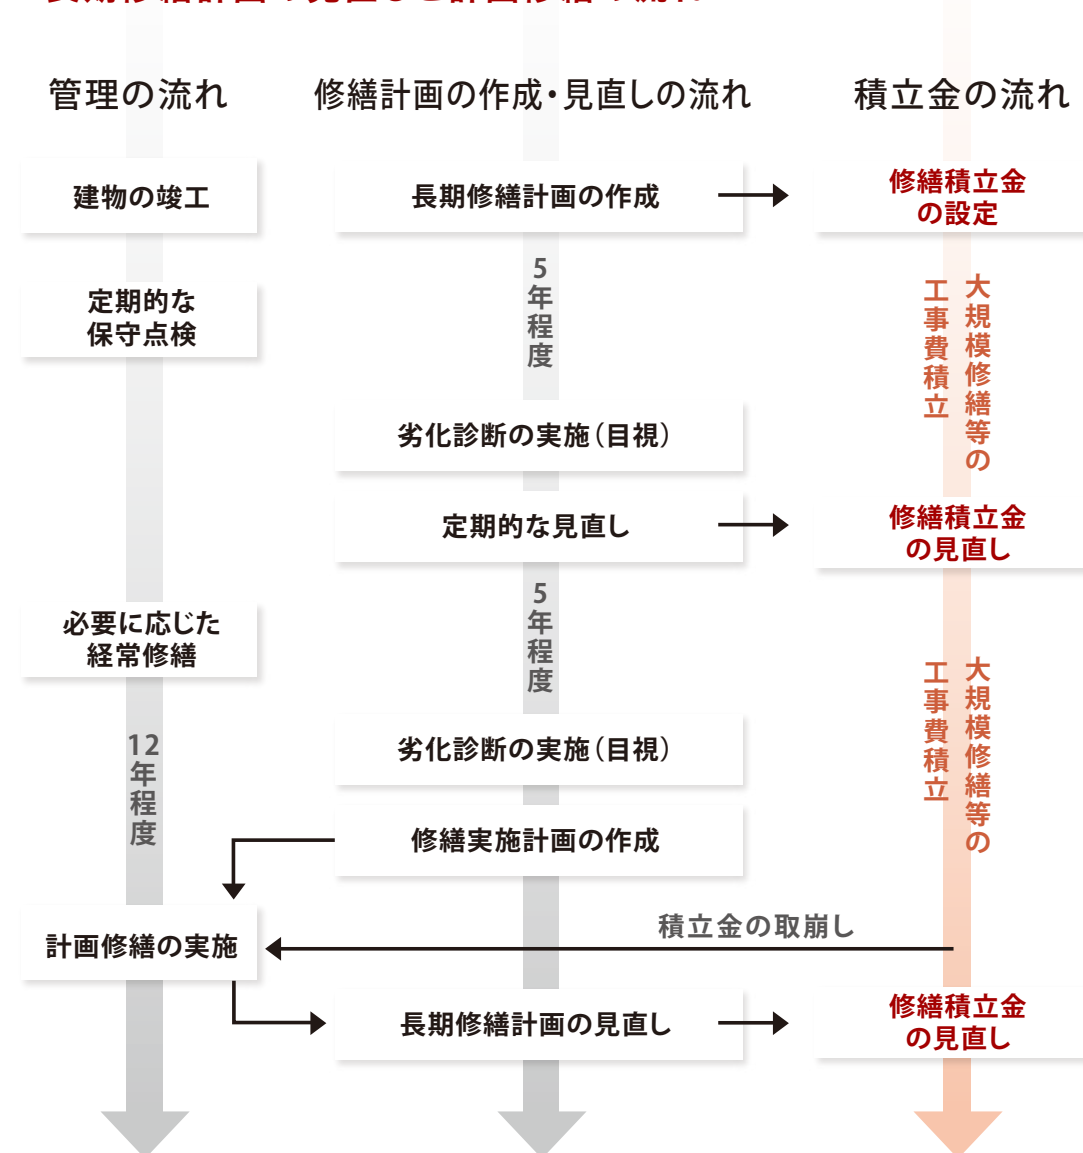 管理の流れ
修繕計画の作成・見直しの流れ
積立金の流れ
建物の竣工
長期修繕計画の作成
修繕積立金
の設定
定期的な
保守点検
5年程度
大規模修繕等の
工事費積立
劣化診断の実施（目視）
定期的な見直し
修繕積立金
の見直し
必要に応じた
経常修繕
5年程度
大規模修繕等の
工事費積立
12年程度
劣化診断の実施（目視）
修繕実施計画の作成
計画修繕の実施
積立金の取崩し
長期修繕計画の見直し
修繕積立金
の見直し